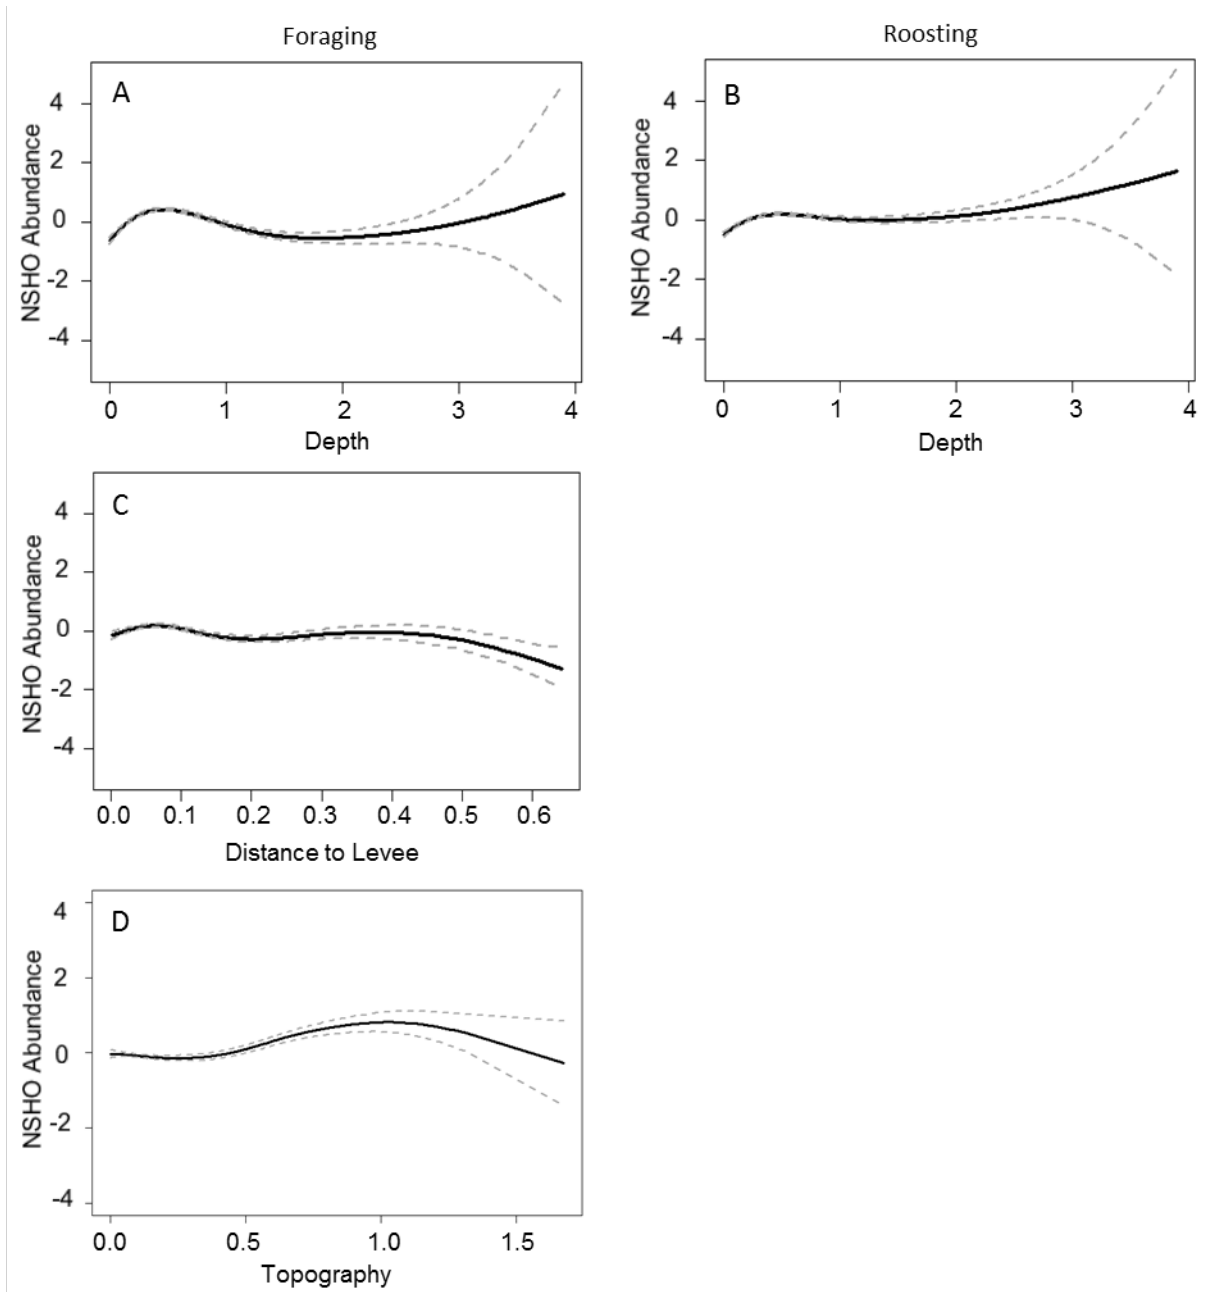 Foraging
Roosting
A
NSHO Abundance
4
2
0
-2
-4
0 1 2 3 4
Depth
B
NSHO Abundance
4
2
0
-2
-4
0 1 2 3 4
Depth
C
NSHO Abundance
4
2
0
-2
-4
0.0 0.1 0.2 0.3 0.4 0.5 0.6
Distance to Levee
D
NSHO Abundance
4
2
0
-2
-4
0.0 0.5 1.0 1.5
Topography